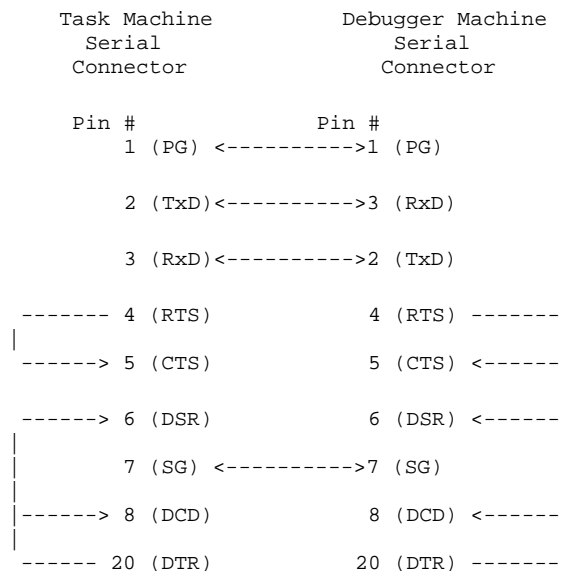 Task Machine Debugger Machine
Serial Serial
Connector Connector
Pin # Pin #
1 (PG) <---------->1 (PG)
2 (TxD)<---------->3 (RxD)
3 (RxD)<---------->2 (TxD)
------- 4 (RTS) 4 (RTS) -------
|
------> 5 (CTS) 5 (CTS) <------
------> 6 (DSR) 6 (DSR) <------
|
| 7 (SG) <---------->7 (SG)
|
|------> 8 (DCD) 8 (DCD) <------
|
------ 20 (DTR) 20 (DTR) -------